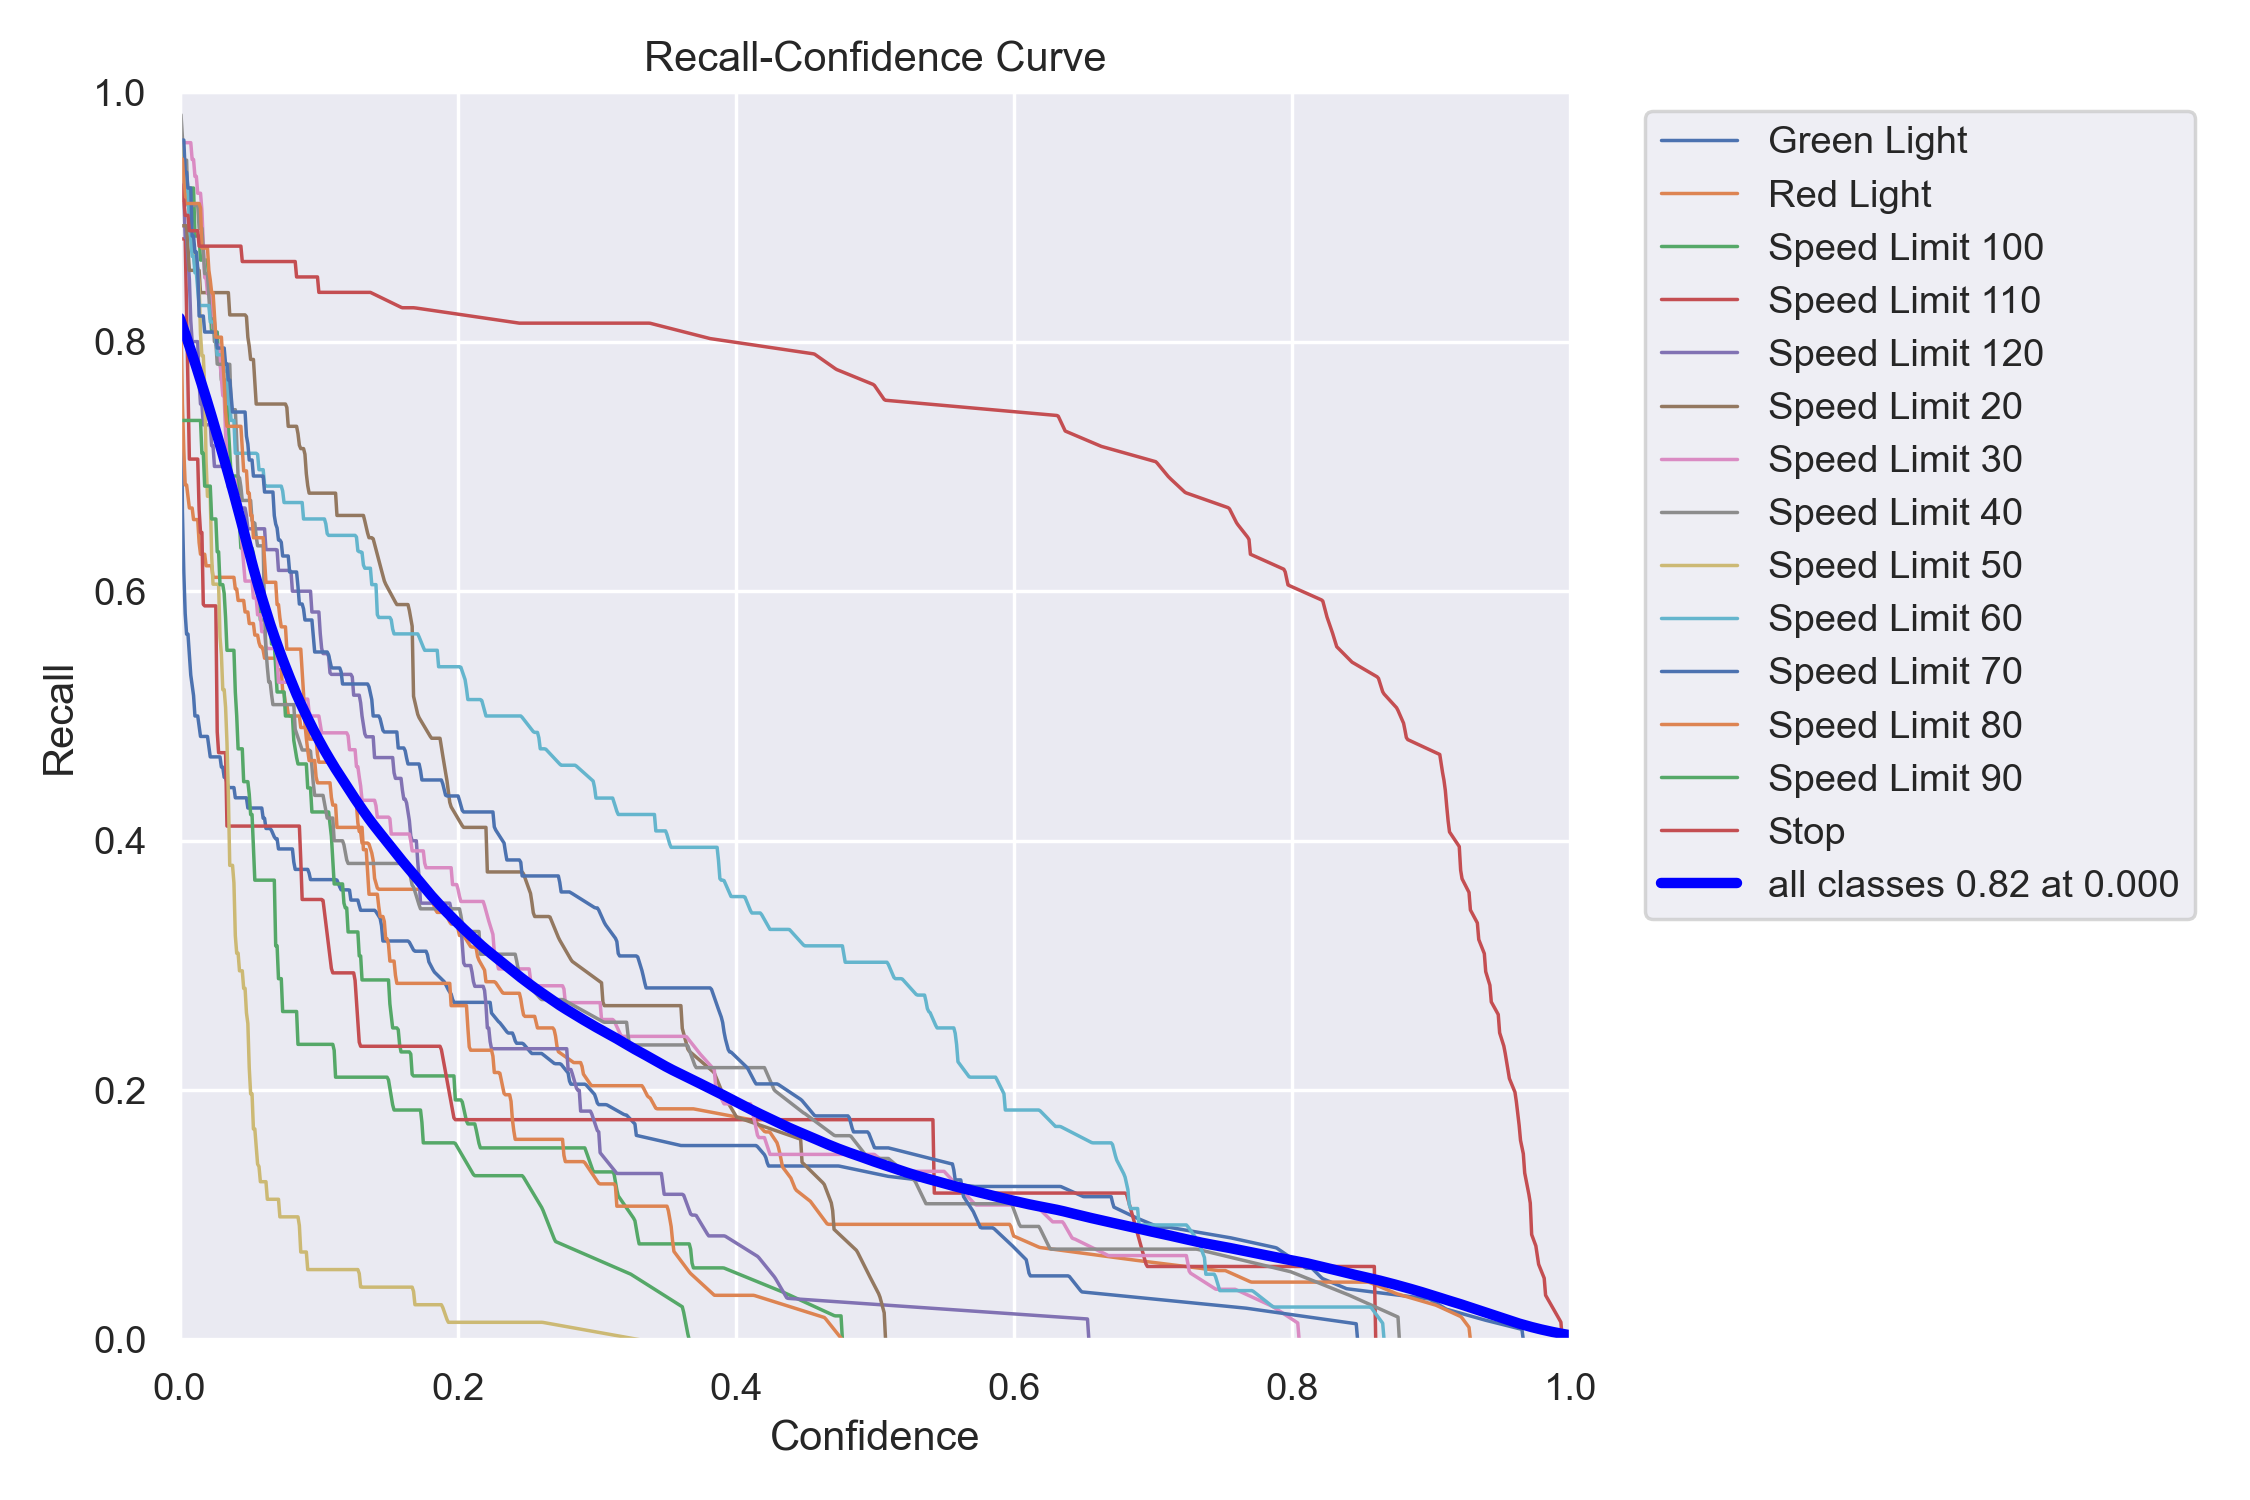 Recall-Confidence Curve
1.0
0.8
0.6
0.4
0.2
0.0
Recall
0.0 0.2 0.4 0.6 0.8 1.0
Confidence
Green Light
Red Light
Speed Limit 100
Speed Limit 110
Speed Limit 120
Speed Limit 20
Speed Limit 30
Speed Limit 40
Speed Limit 50
Speed Limit 60
Speed Limit 70
Speed Limit 80
Speed Limit 90
Stop
all classes 0.82 at 0.000